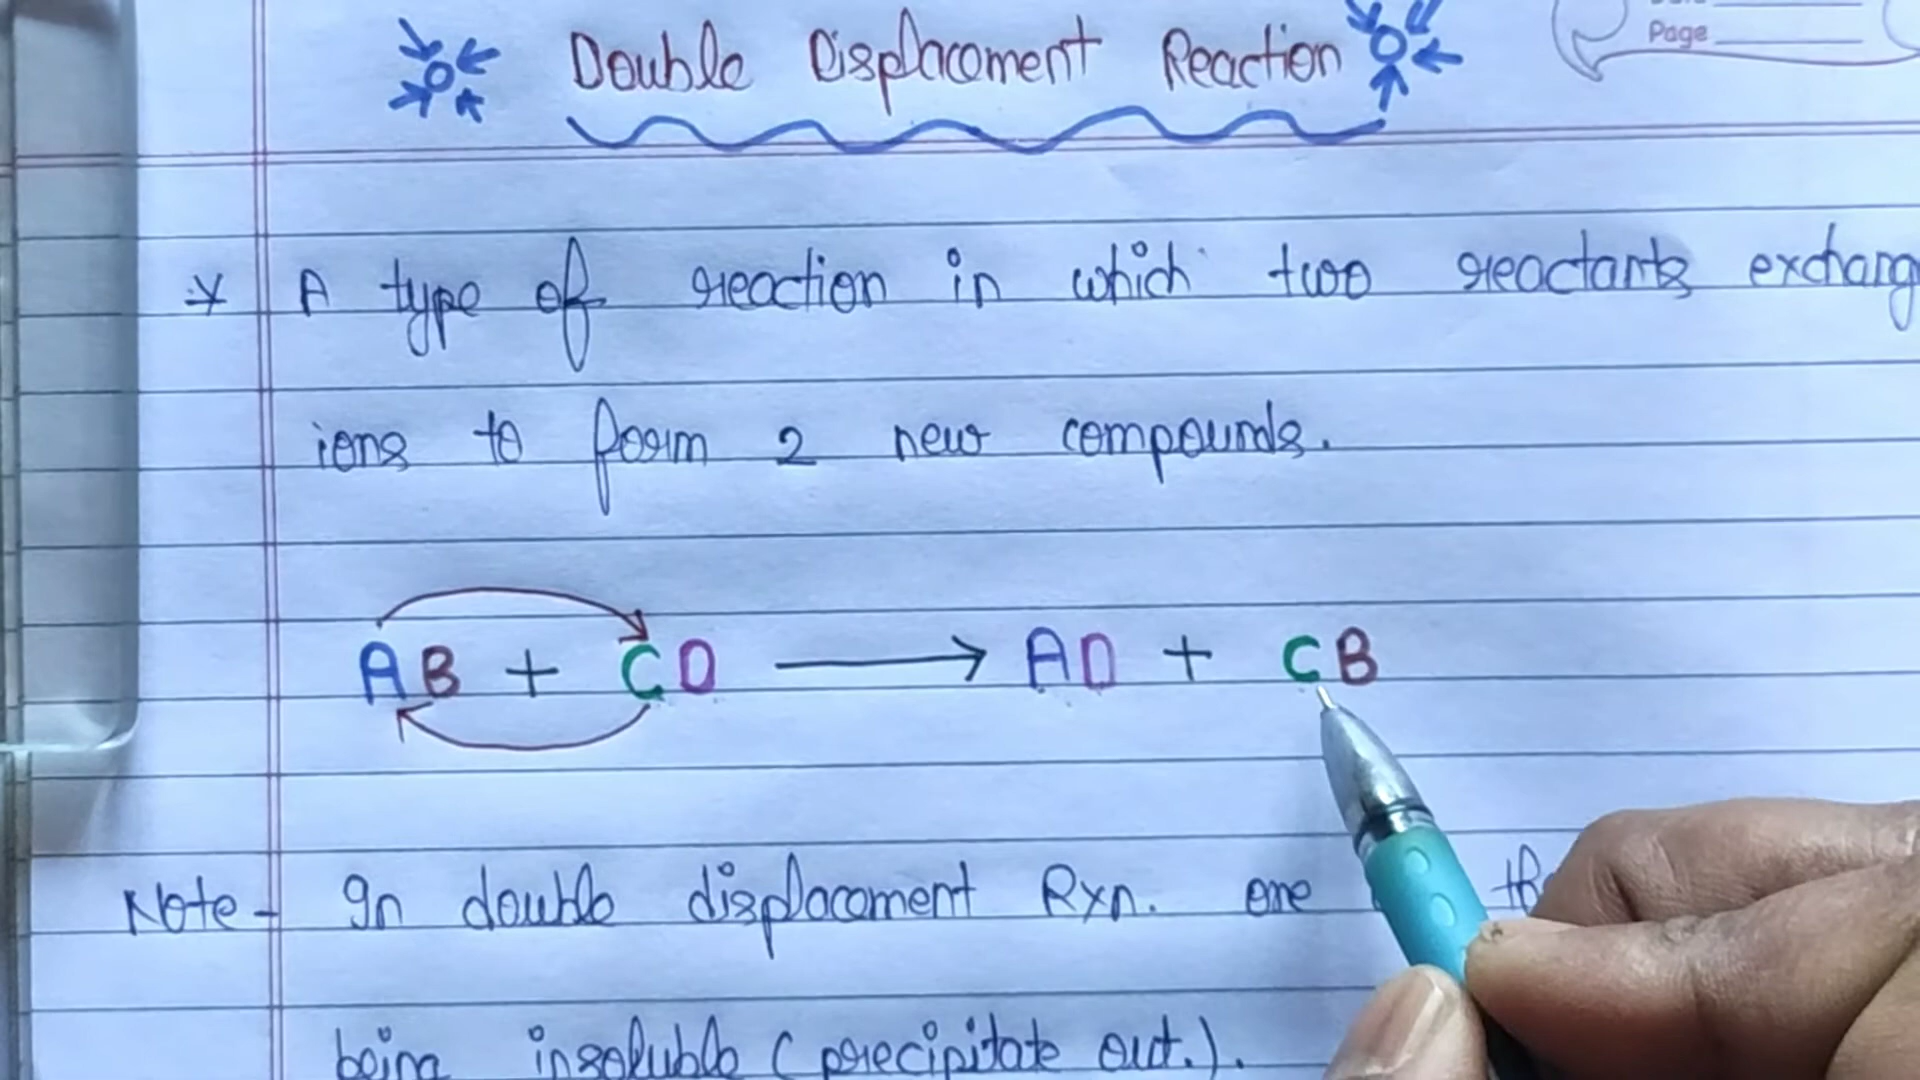 Page
Double Displacement Reaction
A type of reaction in which two reactants exchang
ions to form 2 new compounds.
AB + CD → AD + CB
Note- In double displacement Rxn. one
being insoluble (precipitate out.).